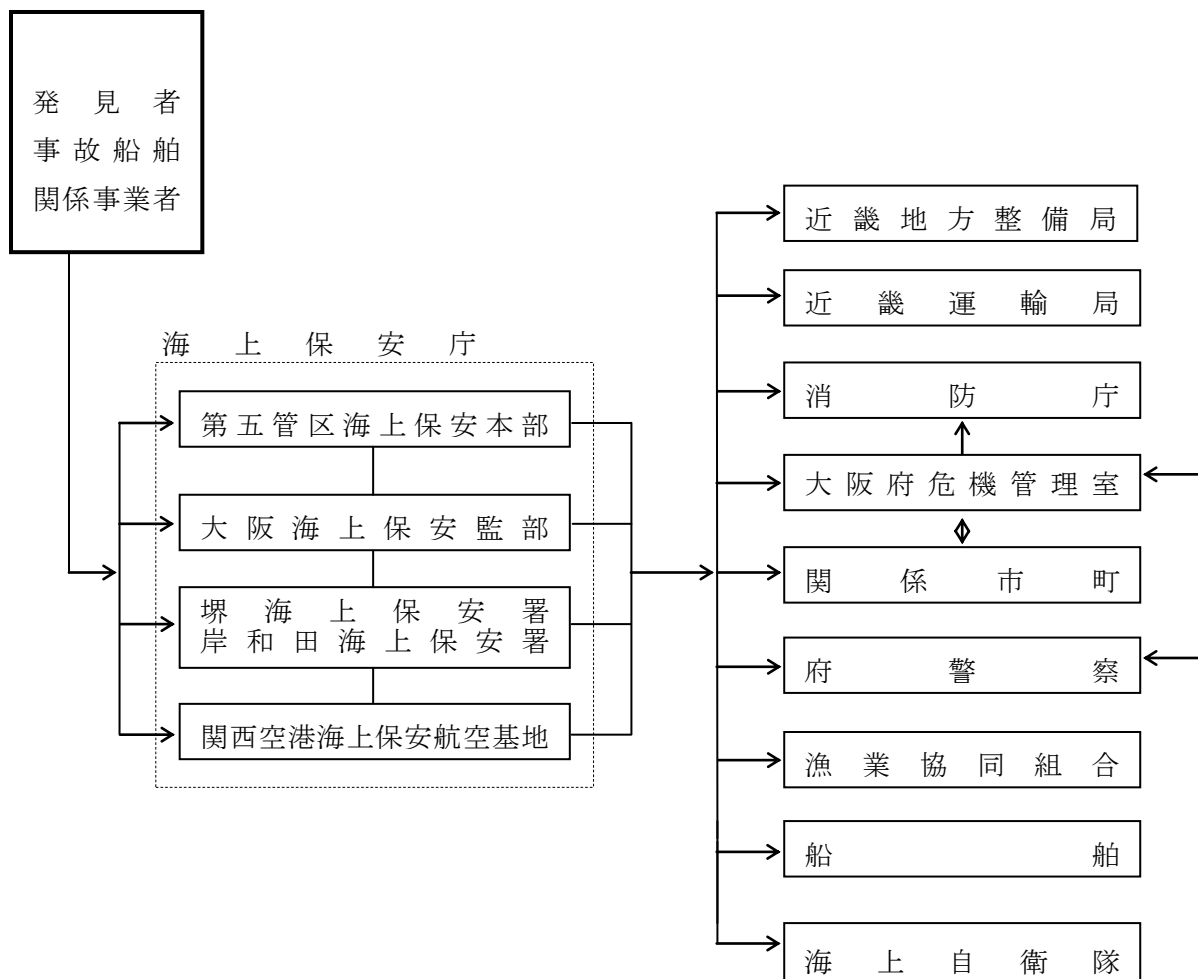 発見者
事故船舶
関係事業者
海上保安庁
第五管区海上保安本部
大阪海上保安監部
堺海上保安署
岸和田海上保安署
関西空港海上保安航空基地
近畿地方整備局
近畿運輸局
消防庁
大阪府危機管理室
関係市町
府警察
漁業協同組合
船舶
海上自衛隊